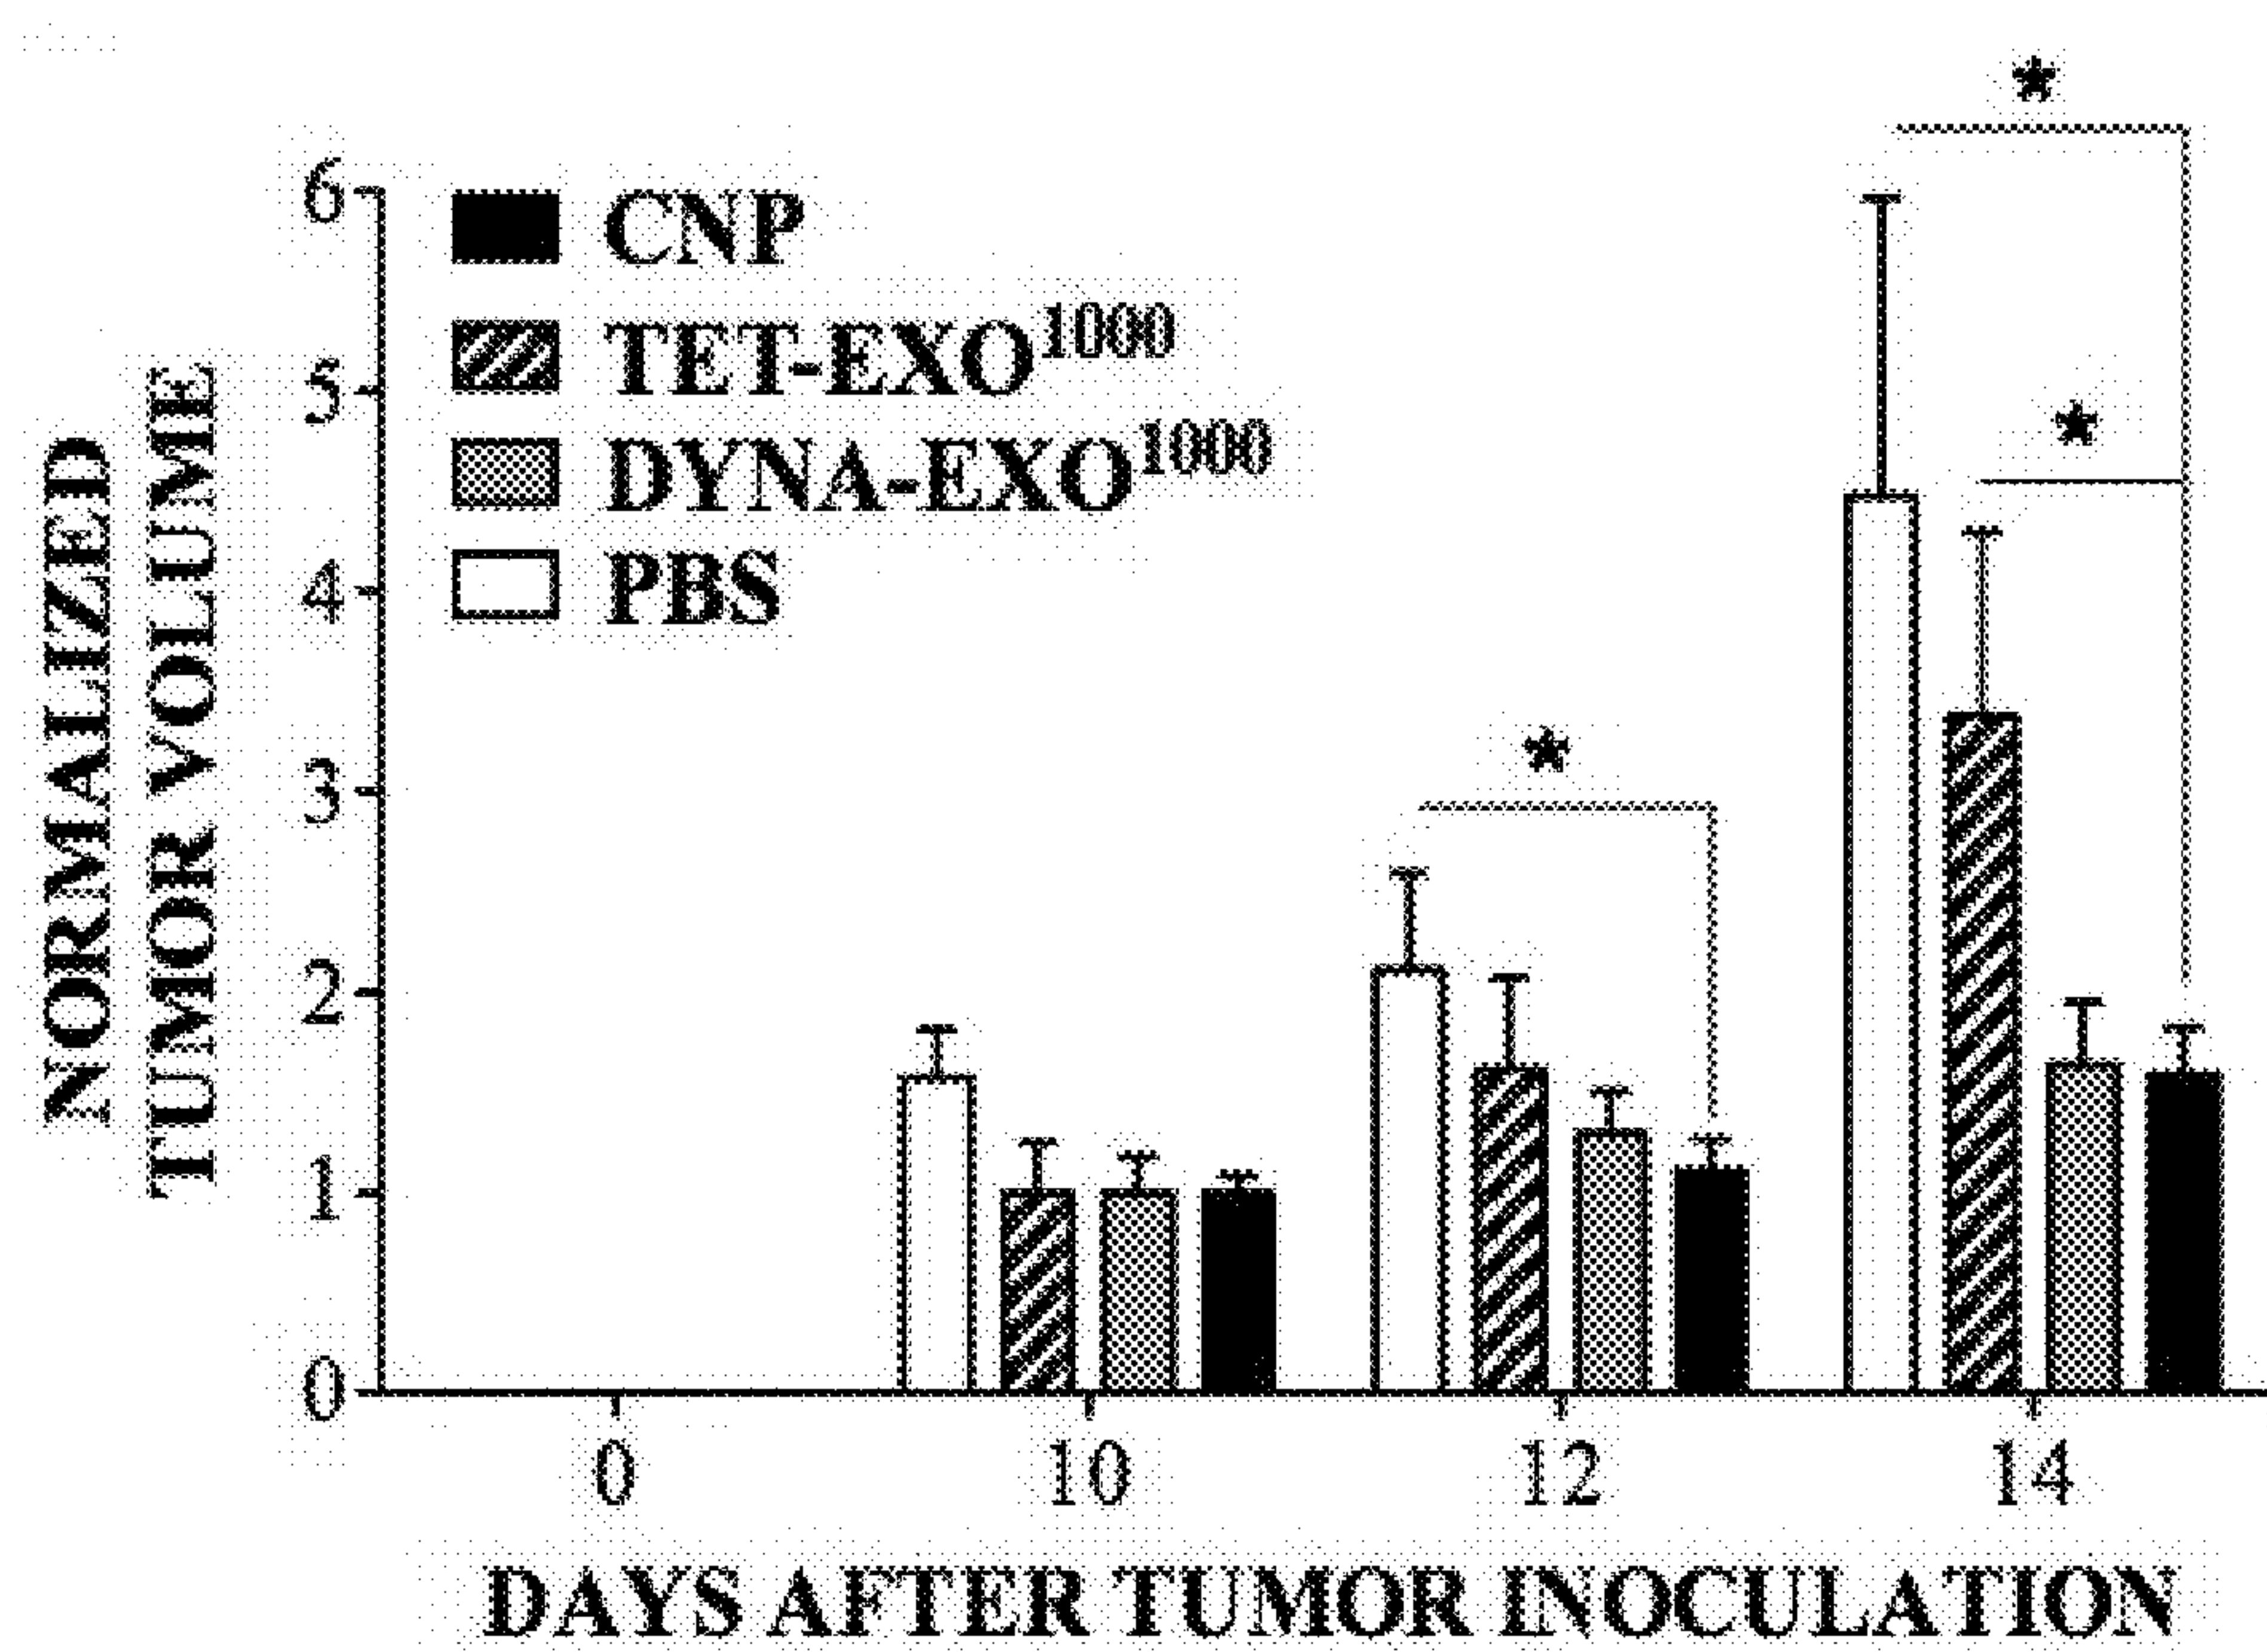 *
6
CNP
TET-EXO1000
*
5
DYNA-EXO1000
4
PBS
NORMALIZED
TUMOR VOLUME
*
3
2
1
0
0 10 12 14
DAYS AFTER TUMOR INOCULATION